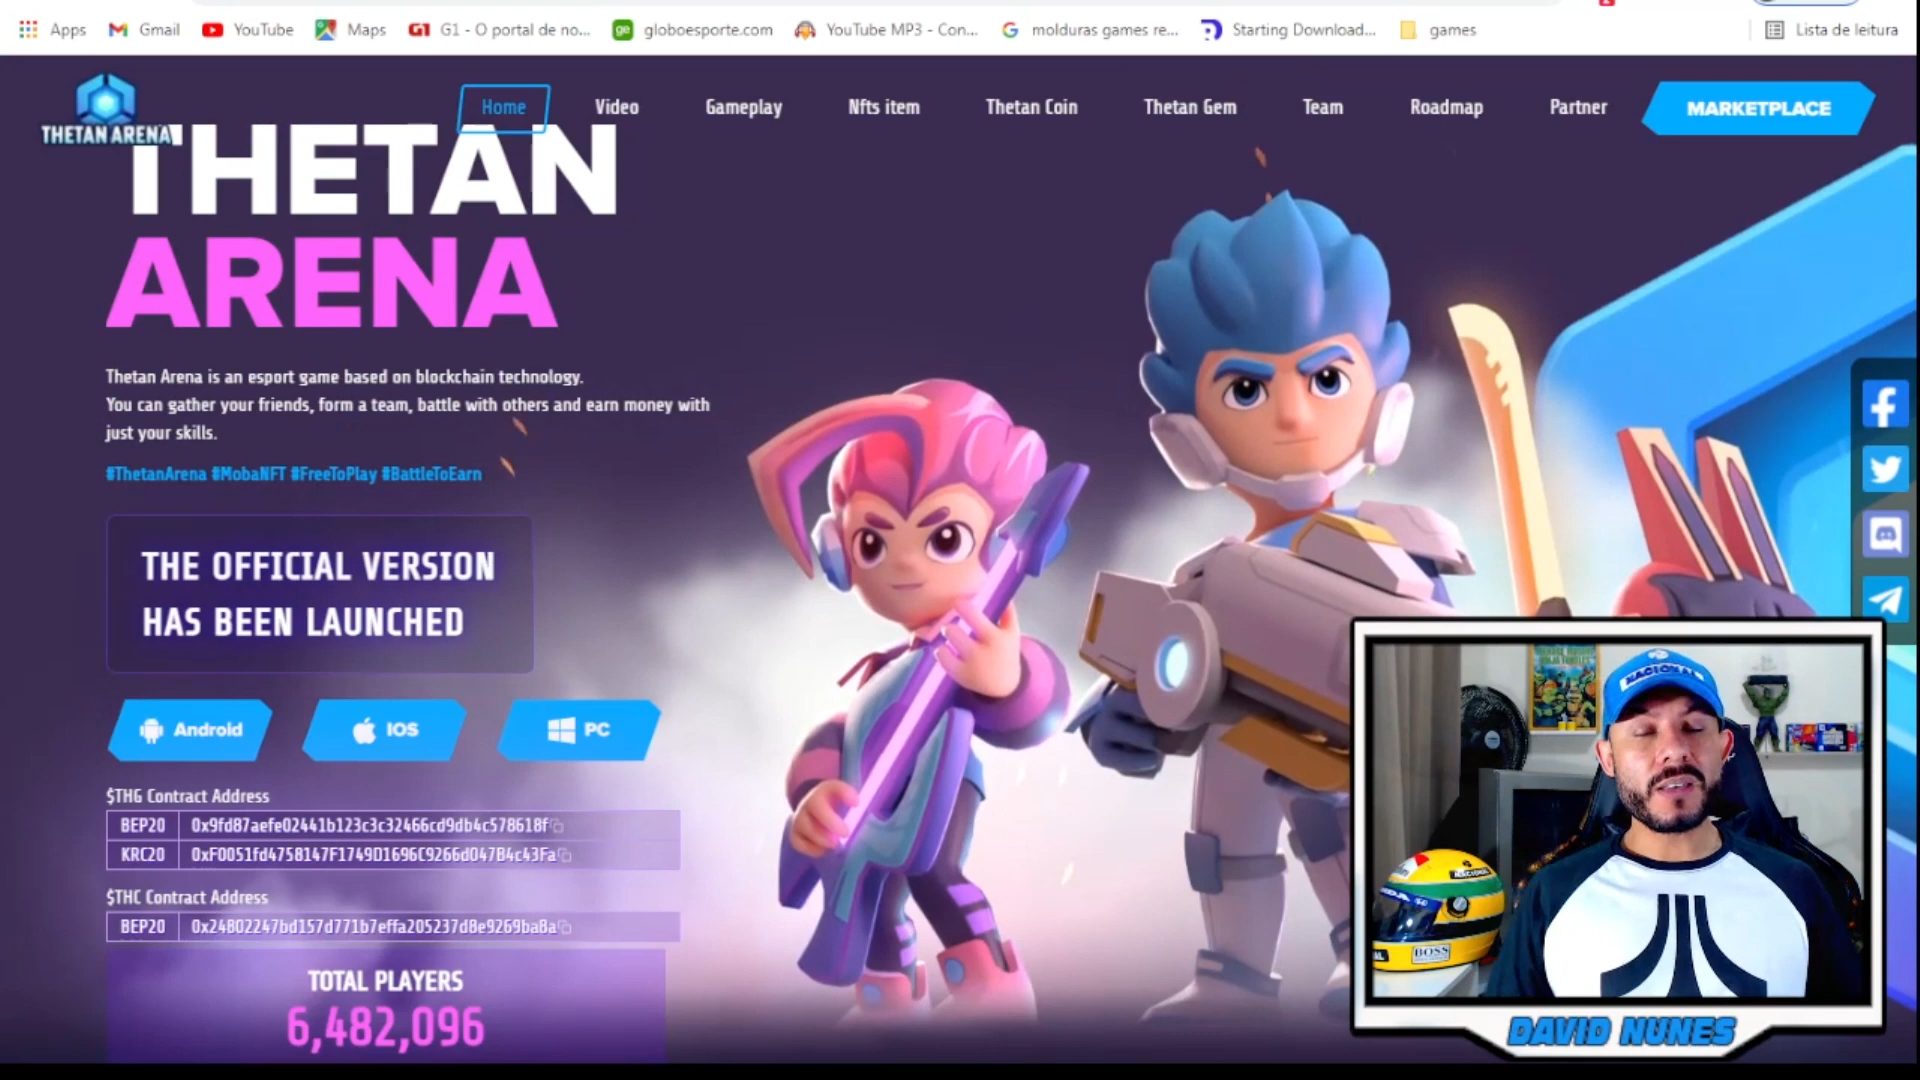 Apps Gmail YouTube Maps G1 G1 - O portal de no... ge globoesporte.com YouTube MP3 - Con... molduras games re... Starting Download... games Lista de leitura
THETAN ARENA
Home Video Gameplay Nfts item Thetan Coin Thetan Gem Team Roadmap Partner MARKETPLACE
THETAN
ARENA
Thetan Arena is an esport game based on blockchain technology.
You can gather your friends, form a team, battle with others and earn money with
just your skills.
#ThetanArena #MobaNFT #FreeToPlay #BattleToEarn
THE OFFICIAL VERSION
HAS BEEN LAUNCHED
Android IOS PC
$THG Contract Address
BEP20 0x9fd87aefe02441b123c3c32466cd9db4c578618f
KRC20 0xF0051fd4758147F1749D1696C9266d047B4c43Fa
$THC Contract Address
BEP20 0x24802247bd157d771b7effa205237d8e9269ba8a
TOTAL PLAYERS
6,482,096
NACIONAL
BOSS
DAVID NUNES